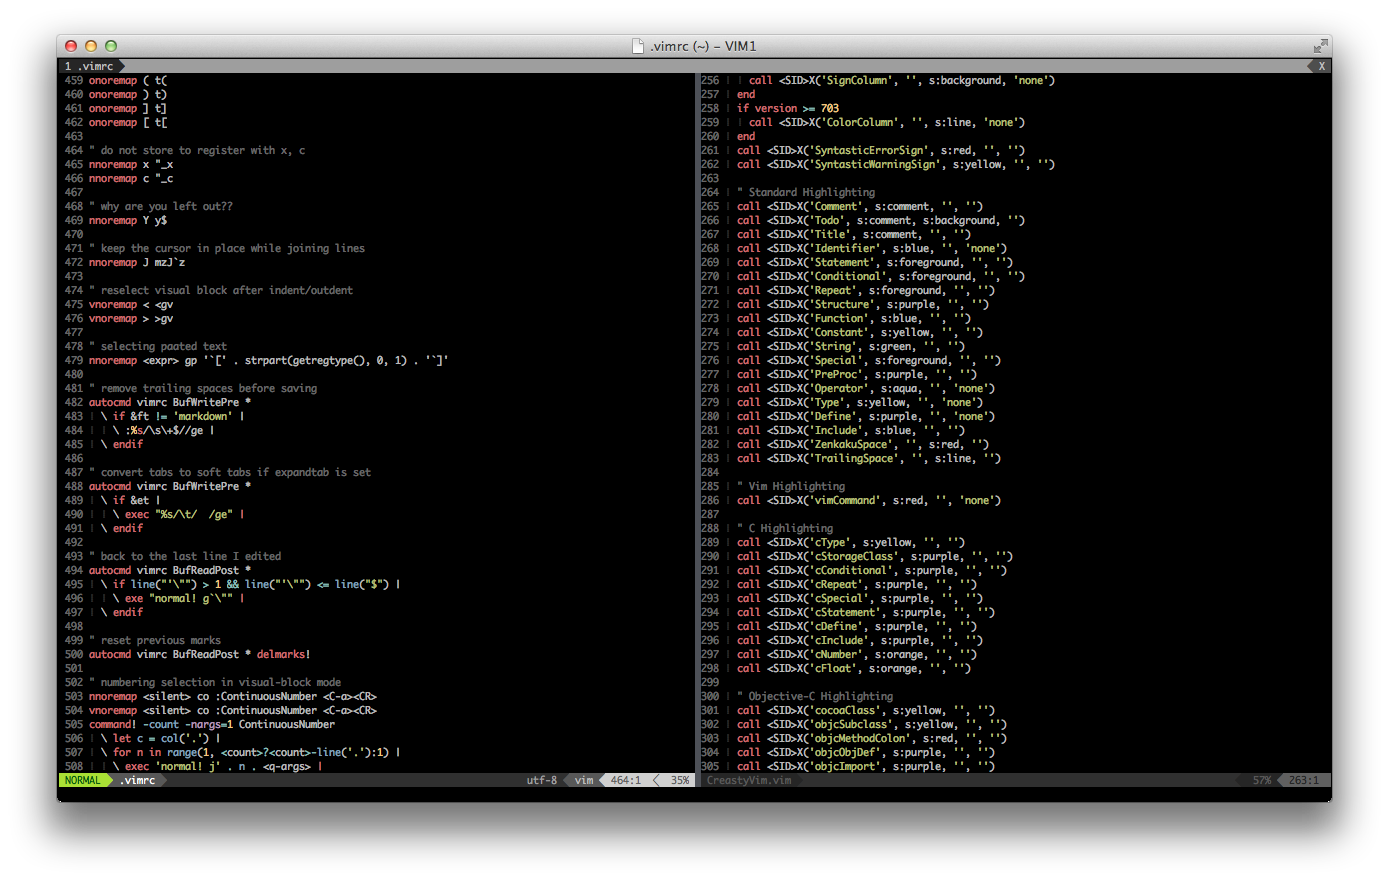 .vimrc (~) – VIM1
1 .vimrc
X
459 onoremap ( t(
460 onoremap ) t)
461 onoremap ] t]
462 onoremap [ t[
463
464 " do not store to register with x, c
465 nnoremap x "_x
466 nnoremap c "_c
467
468 " why are you left out??
469 nnoremap Y y$
470
471 " keep the cursor in place while joining lines
472 nnoremap J mzJ`z
473
474 " reselect visual block after indent/outdent
475 vnoremap < <gv
476 vnoremap > >gv
477
478 " selecting paated text
479 nnoremap <expr> gp '`[' . strpart(getregtype(), 0, 1) . '`]'
480
481 " remove trailing spaces before saving
482 autocmd vimrc BufWritePre *
483 | \ if &ft != 'markdown' |
484 | | \ :%s/\s\+$//ge |
485 | \ endif
486
487 " convert tabs to soft tabs if expandtab is set
488 autocmd vimrc BufWritePre *
489 | \ if &et |
490 | | \ exec "%s/\t/  /ge" |
491 | \ endif
492
493 " back to the last line I edited
494 autocmd vimrc BufReadPost *
495 | \ if line("'\"") > 1 && line("'\"") <= line("$") |
496 | | \ exe "normal! g`\"" |
497 | \ endif
498
499 " reset previous marks
500 autocmd vimrc BufReadPost * delmarks!
501
502 " numbering selection in visual-block mode
503 nnoremap <silent> co :ContinuousNumber <C-a><CR>
504 vnoremap <silent> co :ContinuousNumber <C-a><CR>
505 command! -count -nargs=1 ContinuousNumber
506 | \ let c = col('.') |
507 | \ for n in range(1, <count>?<count>-line('.'):1) |
508 | | \ exec 'normal! j' . n . <q-args> |
NORMAL .vimrc utf-8 vim 464:1 35%
256 | | call <SID>X('SignColumn', '', s:background, 'none')
257 | end
258 | if version >= 703
259 | | call <SID>X('ColorColumn', '', s:line, 'none')
260 | end
261 | call <SID>X('SyntasticErrorSign', s:red, '', '')
262 | call <SID>X('SyntasticWarningSign', s:yellow, '', '')
263
264 | " Standard Highlighting
265 | call <SID>X('Comment', s:comment, '', '')
266 | call <SID>X('Todo', s:comment, s:background, '')
267 | call <SID>X('Title', s:comment, '', '')
268 | call <SID>X('Identifier', s:blue, '', 'none')
269 | call <SID>X('Statement', s:foreground, '', '')
270 | call <SID>X('Conditional', s:foreground, '', '')
271 | call <SID>X('Repeat', s:foreground, '', '')
272 | call <SID>X('Structure', s:purple, '', '')
273 | call <SID>X('Function', s:blue, '', '')
274 | call <SID>X('Constant', s:yellow, '', '')
275 | call <SID>X('String', s:green, '', '')
276 | call <SID>X('Special', s:foreground, '', '')
277 | call <SID>X('PreProc', s:purple, '', '')
278 | call <SID>X('Operator', s:aqua, '', 'none')
279 | call <SID>X('Type', s:yellow, '', 'none')
280 | call <SID>X('Define', s:purple, '', 'none')
281 | call <SID>X('Include', s:blue, '', '')
282 | call <SID>X('ZenkakuSpace', '', s:red, '')
283 | call <SID>X('TrailingSpace', '', s:line, '')
284
285 | " Vim Highlighting
286 | call <SID>X('vimCommand', s:red, '', 'none')
287
288 | " C Highlighting
289 | call <SID>X('cType', s:yellow, '', '')
290 | call <SID>X('cStorageClass', s:purple, '', '')
291 | call <SID>X('cConditional', s:purple, '', '')
292 | call <SID>X('cRepeat', s:purple, '', '')
293 | call <SID>X('cSpecial', s:purple, '', '')
294 | call <SID>X('cStatement', s:purple, '', '')
295 | call <SID>X('cDefine', s:purple, '', '')
296 | call <SID>X('cInclude', s:purple, '', '')
297 | call <SID>X('cNumber', s:orange, '', '')
298 | call <SID>X('cFloat', s:orange, '', '')
299
300 | " Objective-C Highlighting
301 | call <SID>X('cocoaClass', s:yellow, '', '')
302 | call <SID>X('objcSubclass', s:yellow, '', '')
303 | call <SID>X('objcMethodColon', s:red, '', '')
304 | call <SID>X('objcObjDef', s:purple, '', '')
305 | call <SID>X('objcImport', s:purple, '', '')
CreastyVim.vim 57% 263:1